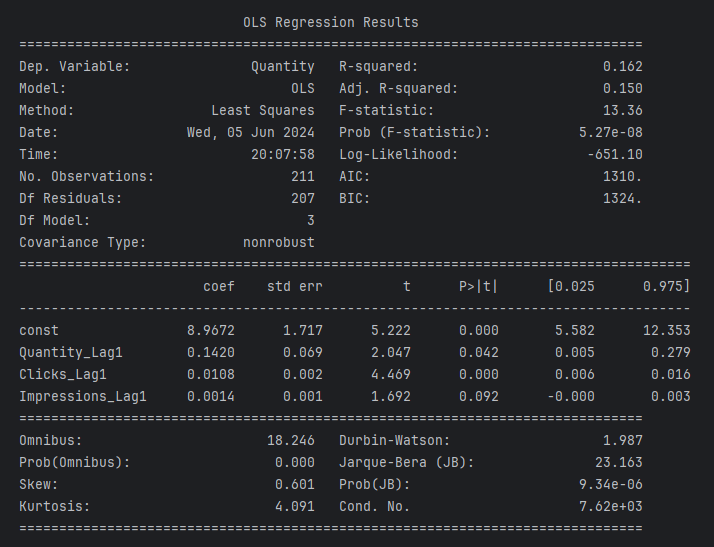 OLS Regression Results
==============================================================================
Dep. Variable:               Quantity   R-squared:                       0.162
Model:                            OLS   Adj. R-squared:                  0.150
Method:                 Least Squares   F-statistic:                     13.36
Date:                Wed, 05 Jun 2024   Prob (F-statistic):           5.27e-08
Time:                        20:07:58   Log-Likelihood:                -651.10
No. Observations:                 211   AIC:                             1310.
Df Residuals:                     207   BIC:                             1324.
Df Model:                           3
Covariance Type:            nonrobust
====================================================================================
                       coef    std err          t      P>|t|      [0.025      0.975]
------------------------------------------------------------------------------------
const                8.9672      1.717      5.222      0.000       5.582      12.353
Quantity_Lag1        0.1420      0.069      2.047      0.042       0.005       0.279
Clicks_Lag1          0.0108      0.002      4.469      0.000       0.006       0.016
Impressions_Lag1     0.0014      0.001      1.692      0.092      -0.000       0.003
==============================================================================
Omnibus:                       18.246   Durbin-Watson:                   1.987
Prob(Omnibus):                  0.000   Jarque-Bera (JB):               23.163
Skew:                           0.601   Prob(JB):                     9.34e-06
Kurtosis:                       4.091   Cond. No.                     7.62e+03
==============================================================================